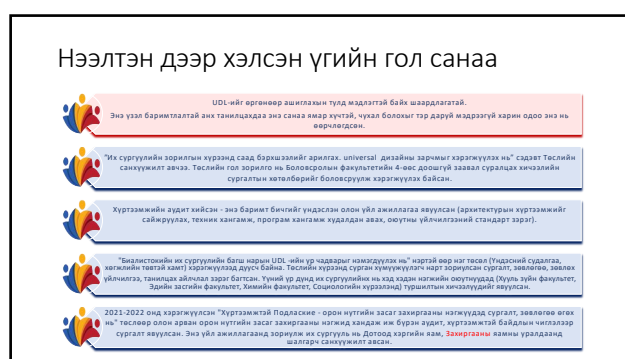 Нээлтэн дээр хэлсэн үгийн гол санаа
UDL-ийг өргөнөөр ашиглахын тулд мэдлэгтэй байх шаардлагатай.
Энэ үзэл баримтлалтай анх танилцахдаа энэ санаа ямар хүчтэй, чухал болохыг тэр даруй мэдрээгүй харин одоо энэ нь
өөрчлөгдсөн.
"Их сургуулийн зорилгын хүрээнд саад бэрхшээлийг арилгах. universal дизайны зарчмыг хэрэгжүүлэх нь" сэдэвт Төслийн
санхүүжилт авчээ. Төслийн гол зорилго нь Боловсролын факультетийн 4-өөс доошгүй заавал суралцах хичээлийн
сургалтын хөтөлбөрийг боловсруулж хэрэгжүүлэх байсан.
Хүртээмжийн аудит хийсэн - энэ баримт бичгийг үндэслэн олон үйл ажиллагаа явуулсан (архитектурын хүртээмжийг
сайжруулах, техник хангамж, програм хангамж худалдан авах, оюутны үйлчилгээний стандарт зэрэг).
"Биалистокийн их сургуулийн багш нарын UDL -ийн ур чадварыг нэмэгдүүлэх нь" нэртэй өөр нэг төсөл (Үндэсний судалгаа,
хөгжлийн төвтэй хамт) хэрэгжүүлээд дуусч байна. Төслийн хүрээнд сурган хүмүүжүүлэгч нарт зориулсан сургалт, зөвлөгөө, зөвлөх
үйлчилгээ, танилцах айлчлал зэрэг багтсан. Үүний үр дүнд их сургуулийнх нь хэд хэдэн нэгжийн оюутнуудад (Хууль зүйн факультет,
Эдийн засгийн факультет, Химийн факультет, Социологийн хүрээлэнд) туршилтын хичээлүүдийг явуулсан.
2021-2022 онд хэрэгжүүлсэн "Хүртээмжтэй Подлаские - орон нутгийн засаг захиргааны нэгжүүдэд сургалт, зөвлөгөө өгөх
нь" төслөөр олон арван орон нутгийн засаг захиргааны нэгжид хандаж иж бүрэн аудит, хүртээмжтэй байдлын чиглэлээр
сургалт явуулсан. Энэ үйл ажиллагаанд зориулж их сургууль нь Дотоод хэргийн яам, Захиргааны яамны уралдаанд
шалгарч санхүүжилт авсан.